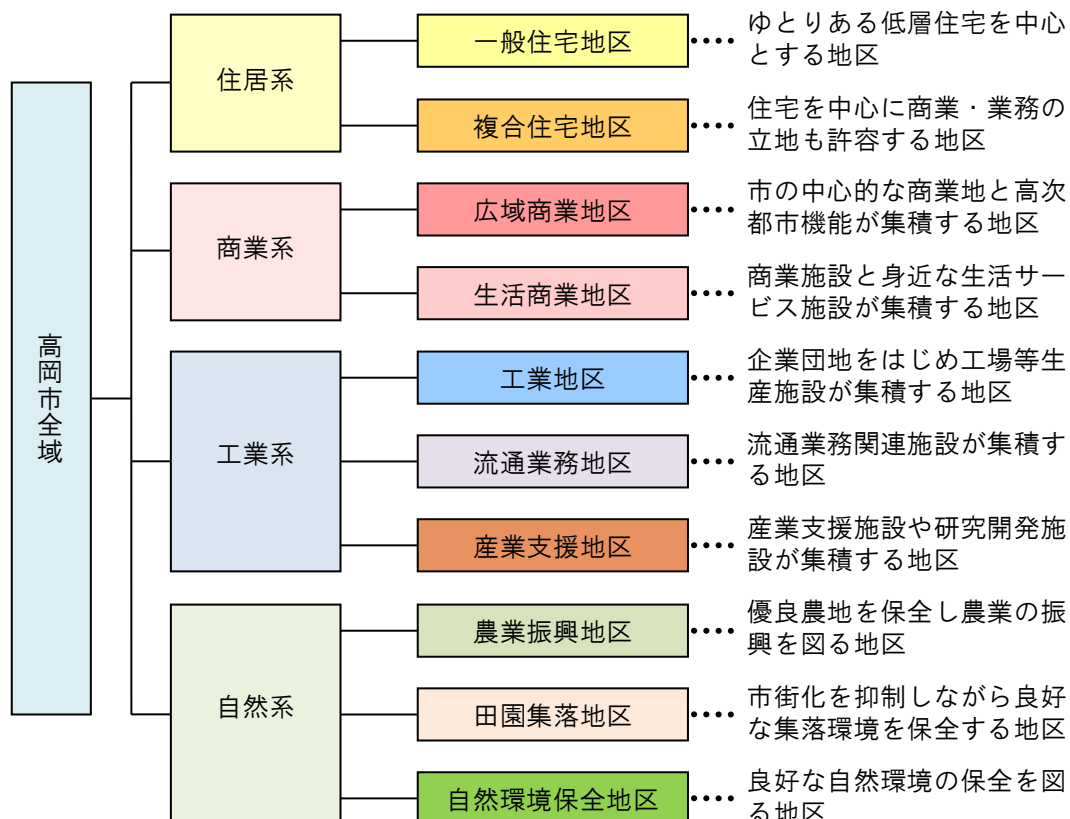 高岡市全域
住居系
一般住宅地区
ゆとりある低層住宅を中心
とする地区
複合住宅地区
住宅を中心に商業・業務の
立地も許容する地区
商業系
広域商業地区
市の中心的な商業地と高次
都市機能が集積する地区
生活商業地区
商業施設と身近な生活サー
ビス施設が集積する地区
工業系
工業地区
企業団地をはじめ工場等生
産施設が集積する地区
流通業務地区
流通業務関連施設が集積す
る地区
産業支援地区
産業支援施設や研究開発施
設が集積する地区
自然系
農業振興地区
優良農地を保全し農業の振
興を図る地区
田園集落地区
市街化を抑制しながら良好
な集落環境を保全する地区
自然環境保全地区
良好な自然環境の保全を図
る地区